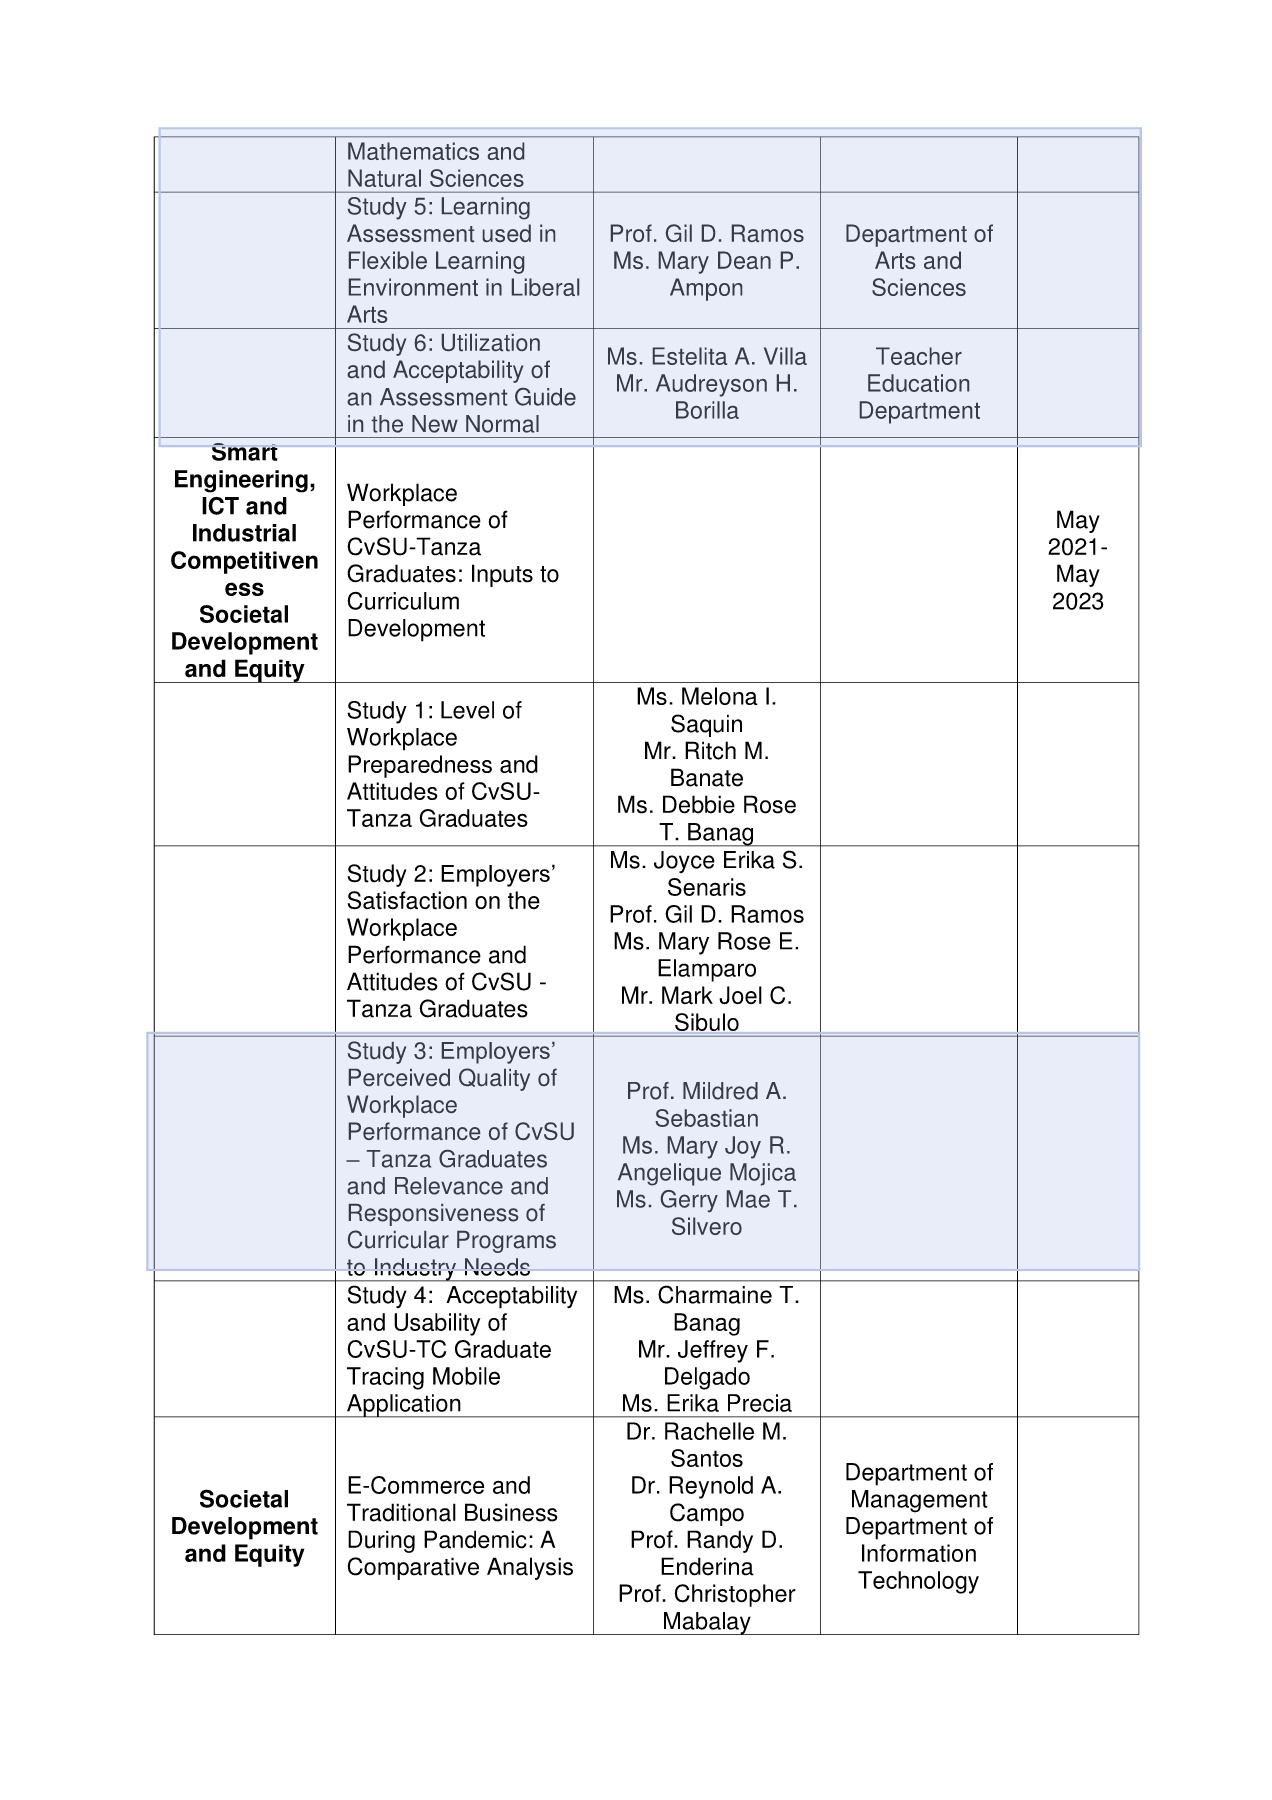 Mathematics and
Natural Sciences
Study 5: Learning
Assessment used in
Flexible Learning
Environment in Liberal
Arts
Prof. Gil D. Ramos
Ms. Mary Dean P.
Ampon
Department of
Arts and
Sciences
Study 6: Utilization
and Acceptability of
an Assessment Guide
in the New Normal
Ms. Estelita A. Villa
Mr. Audreyson H.
Borilla
Teacher
Education
Department
Smart
Engineering,
ICT and
Industrial
Competitiven
ess
Societal
Development
and Equity
Workplace
Performance of
CvSU-Tanza
Graduates: Inputs to
Curriculum
Development
May
2021-
May
2023
Study 1: Level of
Workplace
Preparedness and
Attitudes of CvSU-
Tanza Graduates
Ms. Melona I.
Saquin
Mr. Ritch M.
Banate
Ms. Debbie Rose
T. Banag
Study 2: Employers’
Satisfaction on the
Workplace
Performance and
Attitudes of CvSU -
Tanza Graduates
Ms. Joyce Erika S.
Senaris
Prof. Gil D. Ramos
Ms. Mary Rose E.
Elamparo
Mr. Mark Joel C.
Sibulo
Study 3: Employers’
Perceived Quality of
Workplace
Performance of CvSU
– Tanza Graduates
and Relevance and
Responsiveness of
Curricular Programs
to Industry Needs
Prof. Mildred A.
Sebastian
Ms. Mary Joy R.
Angelique Mojica
Ms. Gerry Mae T.
Silvero
Study 4:  Acceptability
and Usability of
CvSU-TC Graduate
Tracing Mobile
Application
Ms. Charmaine T.
Banag
Mr. Jeffrey F.
Delgado
Ms. Erika Precia
Societal
Development
and Equity
E-Commerce and
Traditional Business
During Pandemic: A
Comparative Analysis
Dr. Rachelle M.
Santos
Dr. Reynold A.
Campo
Prof. Randy D.
Enderina
Prof. Christopher
Mabalay
Department of
Management
Department of
Information
Technology